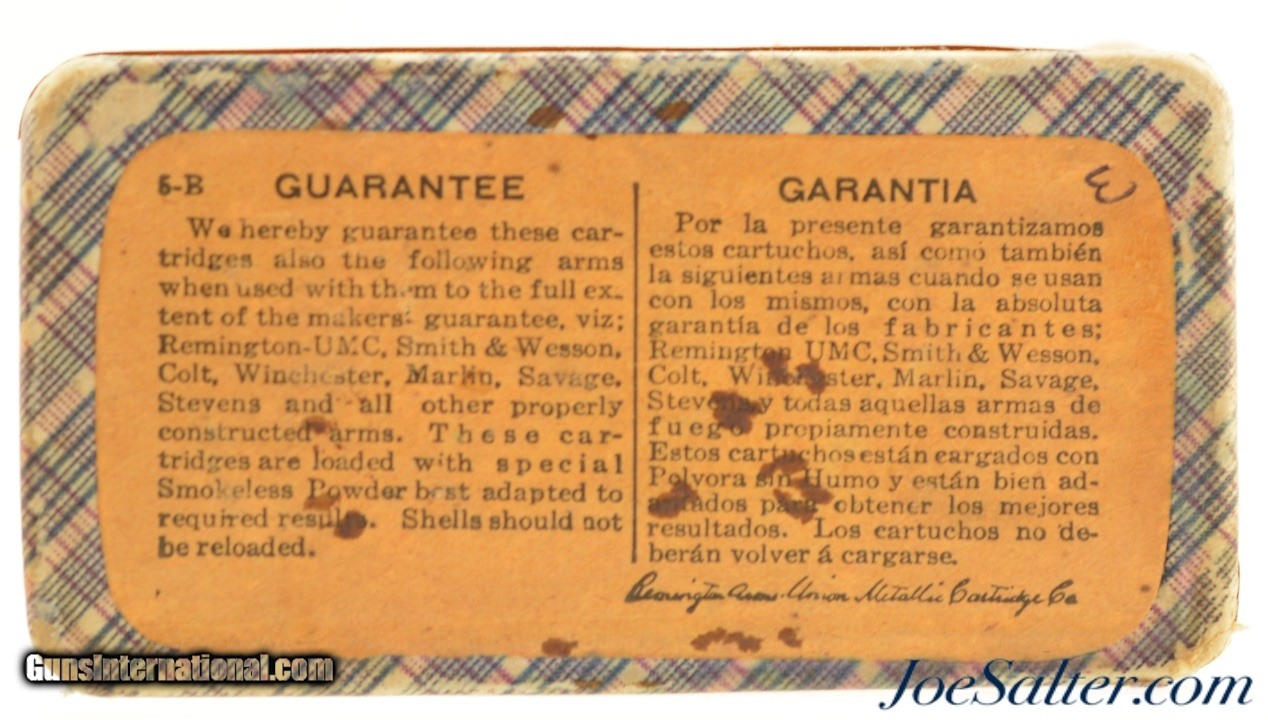 5-B GUARANTEE
We hereby guarantee these car-
tridges also the following arms
when used with them to the full ex-
tent of the makers' guarantee, viz;
Remington-UMC, Smith & Wesson,
Colt, Winchester, Marlin, Savage,
Stevens and all other properly
constructed arms. These car-
tridges are loaded with special
Smokeless Powder best adapted to
required results. Shells should not
be reloaded.
GARANTIA
Por la presente garantizamos
estos cartuchos, así como también
la siguientes armas cuando se usan
con los mismos, con la absoluta
garantía de los fabricantes;
Remington UMC, Smith & Wesson,
Colt, Winchester, Marlin, Savage,
Stevens y todas aquellas armas de
fuego propiamente construidas.
Estos cartuchos están cargados con
Polvora sin Humo y están bien ad-
aptados para obtener los mejores
resultados. Los cartuchos no de-
berán volver á cargarse.
Remington Arms-Union Metallic Cartridge Co
GunsInternational.com
JoeSalter.com